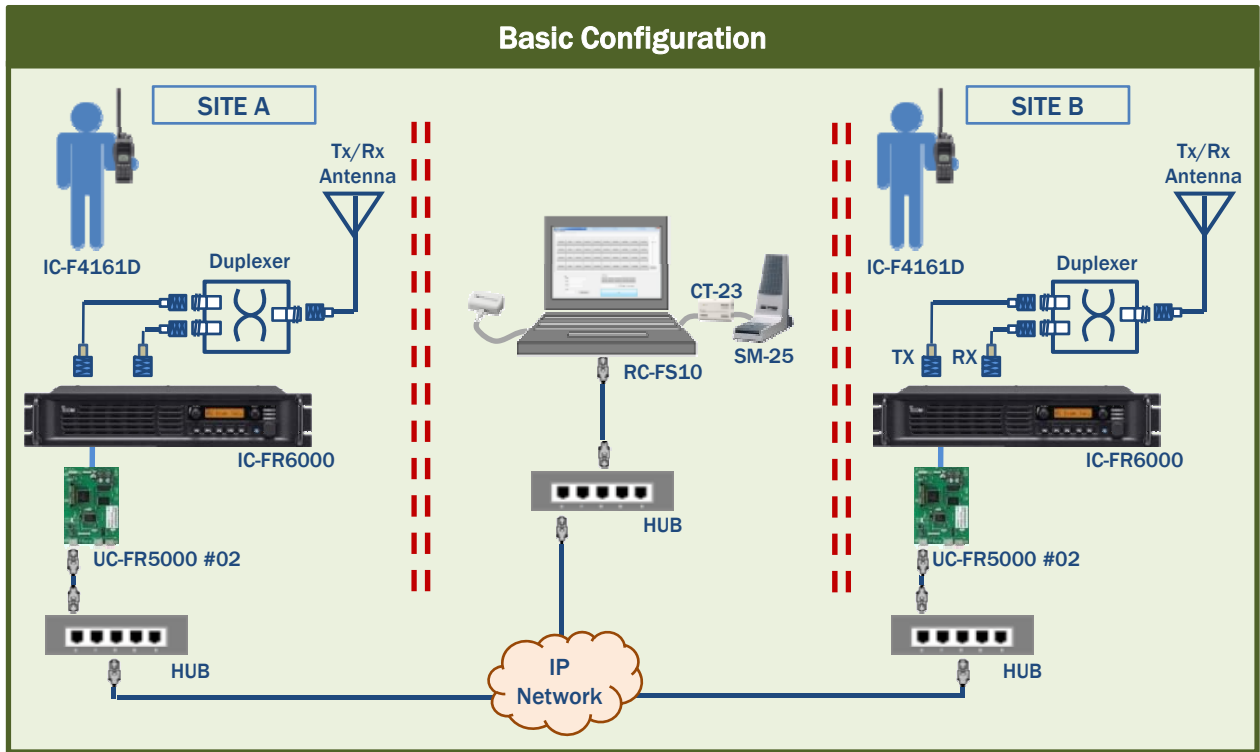 Basic Configuration
SITE A
Tx/Rx
Antenna
IC-F4161D
Duplexer
IC-FR6000
UC-FR5000 #02
HUB
CT-23
SM-25
RC-FS10
HUB
IP
Network
SITE B
Tx/Rx
Antenna
IC-F4161D
Duplexer
TX
RX
IC-FR6000
UC-FR5000 #02
HUB